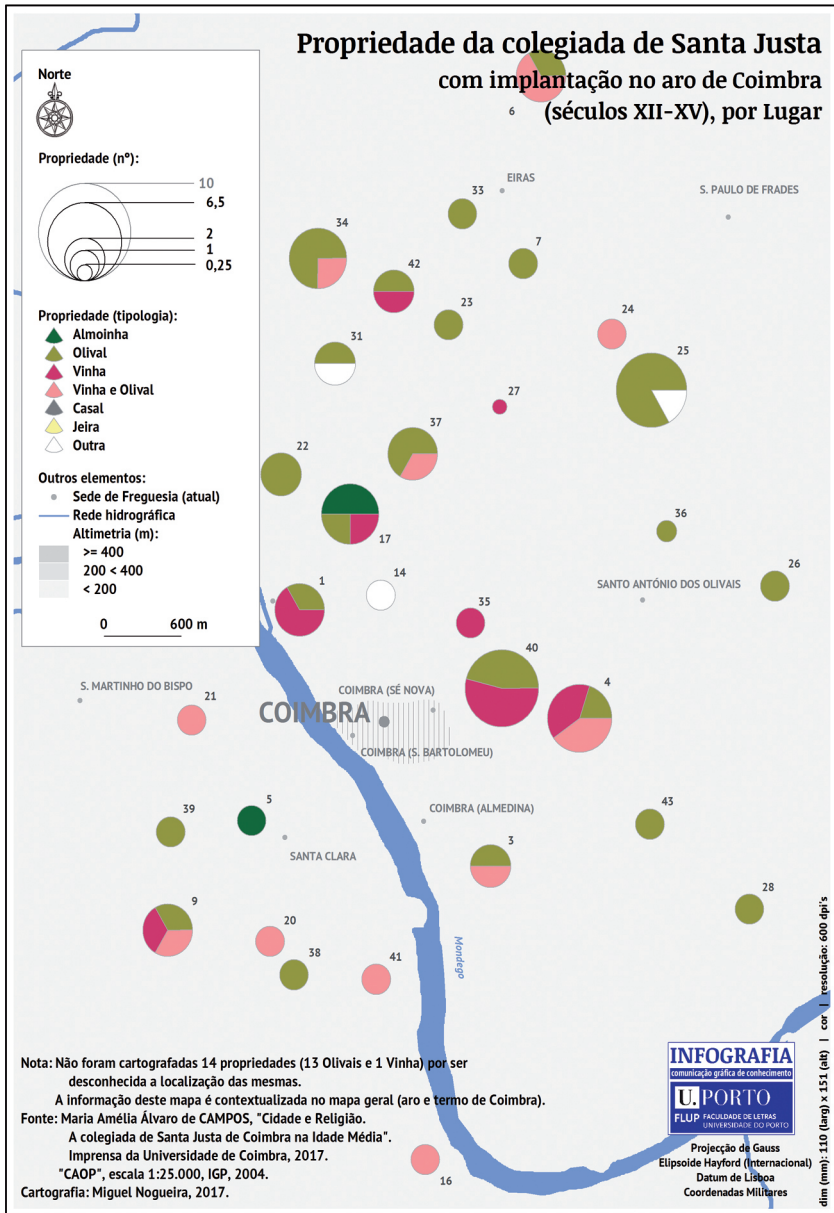 Propriedade da colegiada de Santa Justa
com implantação no aro de Coimbra
(séculos XII-XV), por Lugar
Norte
Propriedade (nº):
10
6,5
2
1
0,25
Propriedade (tipologia):
Almoinha
Olival
Vinha
Vinha e Olival
Casal
Jeira
Outra
Outros elementos:
Sede de Freguesia (atual)
Rede hidrográfica
Altimetria (m):
>= 400
200 < 400
< 200
0 600 m
6
EIRAS
33
S. PAULO DE FRADES
34
7
42
23
24
31
25
27
37
22
17
36
14
1
26
SANTO ANTÓNIO DOS OLIVAIS
35
40
4
S. MARTINHO DO BISPO
21
COIMBRA (SÉ NOVA)
COIMBRA
COIMBRA (S. BARTOLOMEU)
39
5
COIMBRA (ALMEDINA)
43
SANTA CLARA
3
28
9
20
38
41
Mondego
16
Nota: Não foram cartografadas 14 propriedades (13 Olivais e 1 Vinha) por ser
desconhecida a localização das mesmas.
A informação deste mapa é contextualizada no mapa geral (aro e termo de Coimbra).
Fonte: Maria Amélia Álvaro de CAMPOS, "Cidade e Religião.
A colegiada de Santa Justa de Coimbra na Idade Média".
Imprensa da Universidade de Coimbra, 2017.
"CAOP", escala 1:25.000, IGP, 2004.
Cartografia: Miguel Nogueira, 2017.
INFOGRAFIA
comunicação gráfica de conhecimento
U. PORTO
FLUP FACULDADE DE LETRAS
UNIVERSIDADE DO PORTO
Projecção de Gauss
Elipsoide Hayford (Internacional)
Datum de Lisboa
Coordenadas Militares
dim (mm): 110 (larg) x 151 (alt) | cor | resolução: 600 dpi's